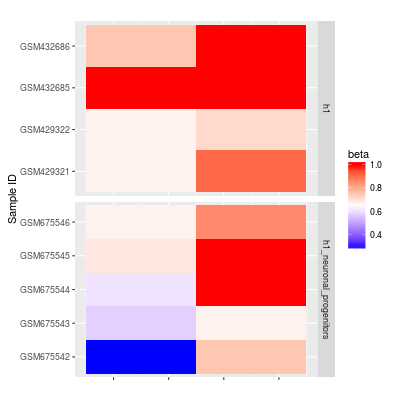 Sample ID
GSM432686
GSM432685
GSM429322
GSM429321
h1
GSM675546
GSM675545
GSM675544
GSM675543
GSM675542
h1_neuronal_progenitors
beta
1.0
0.8
0.6
0.4